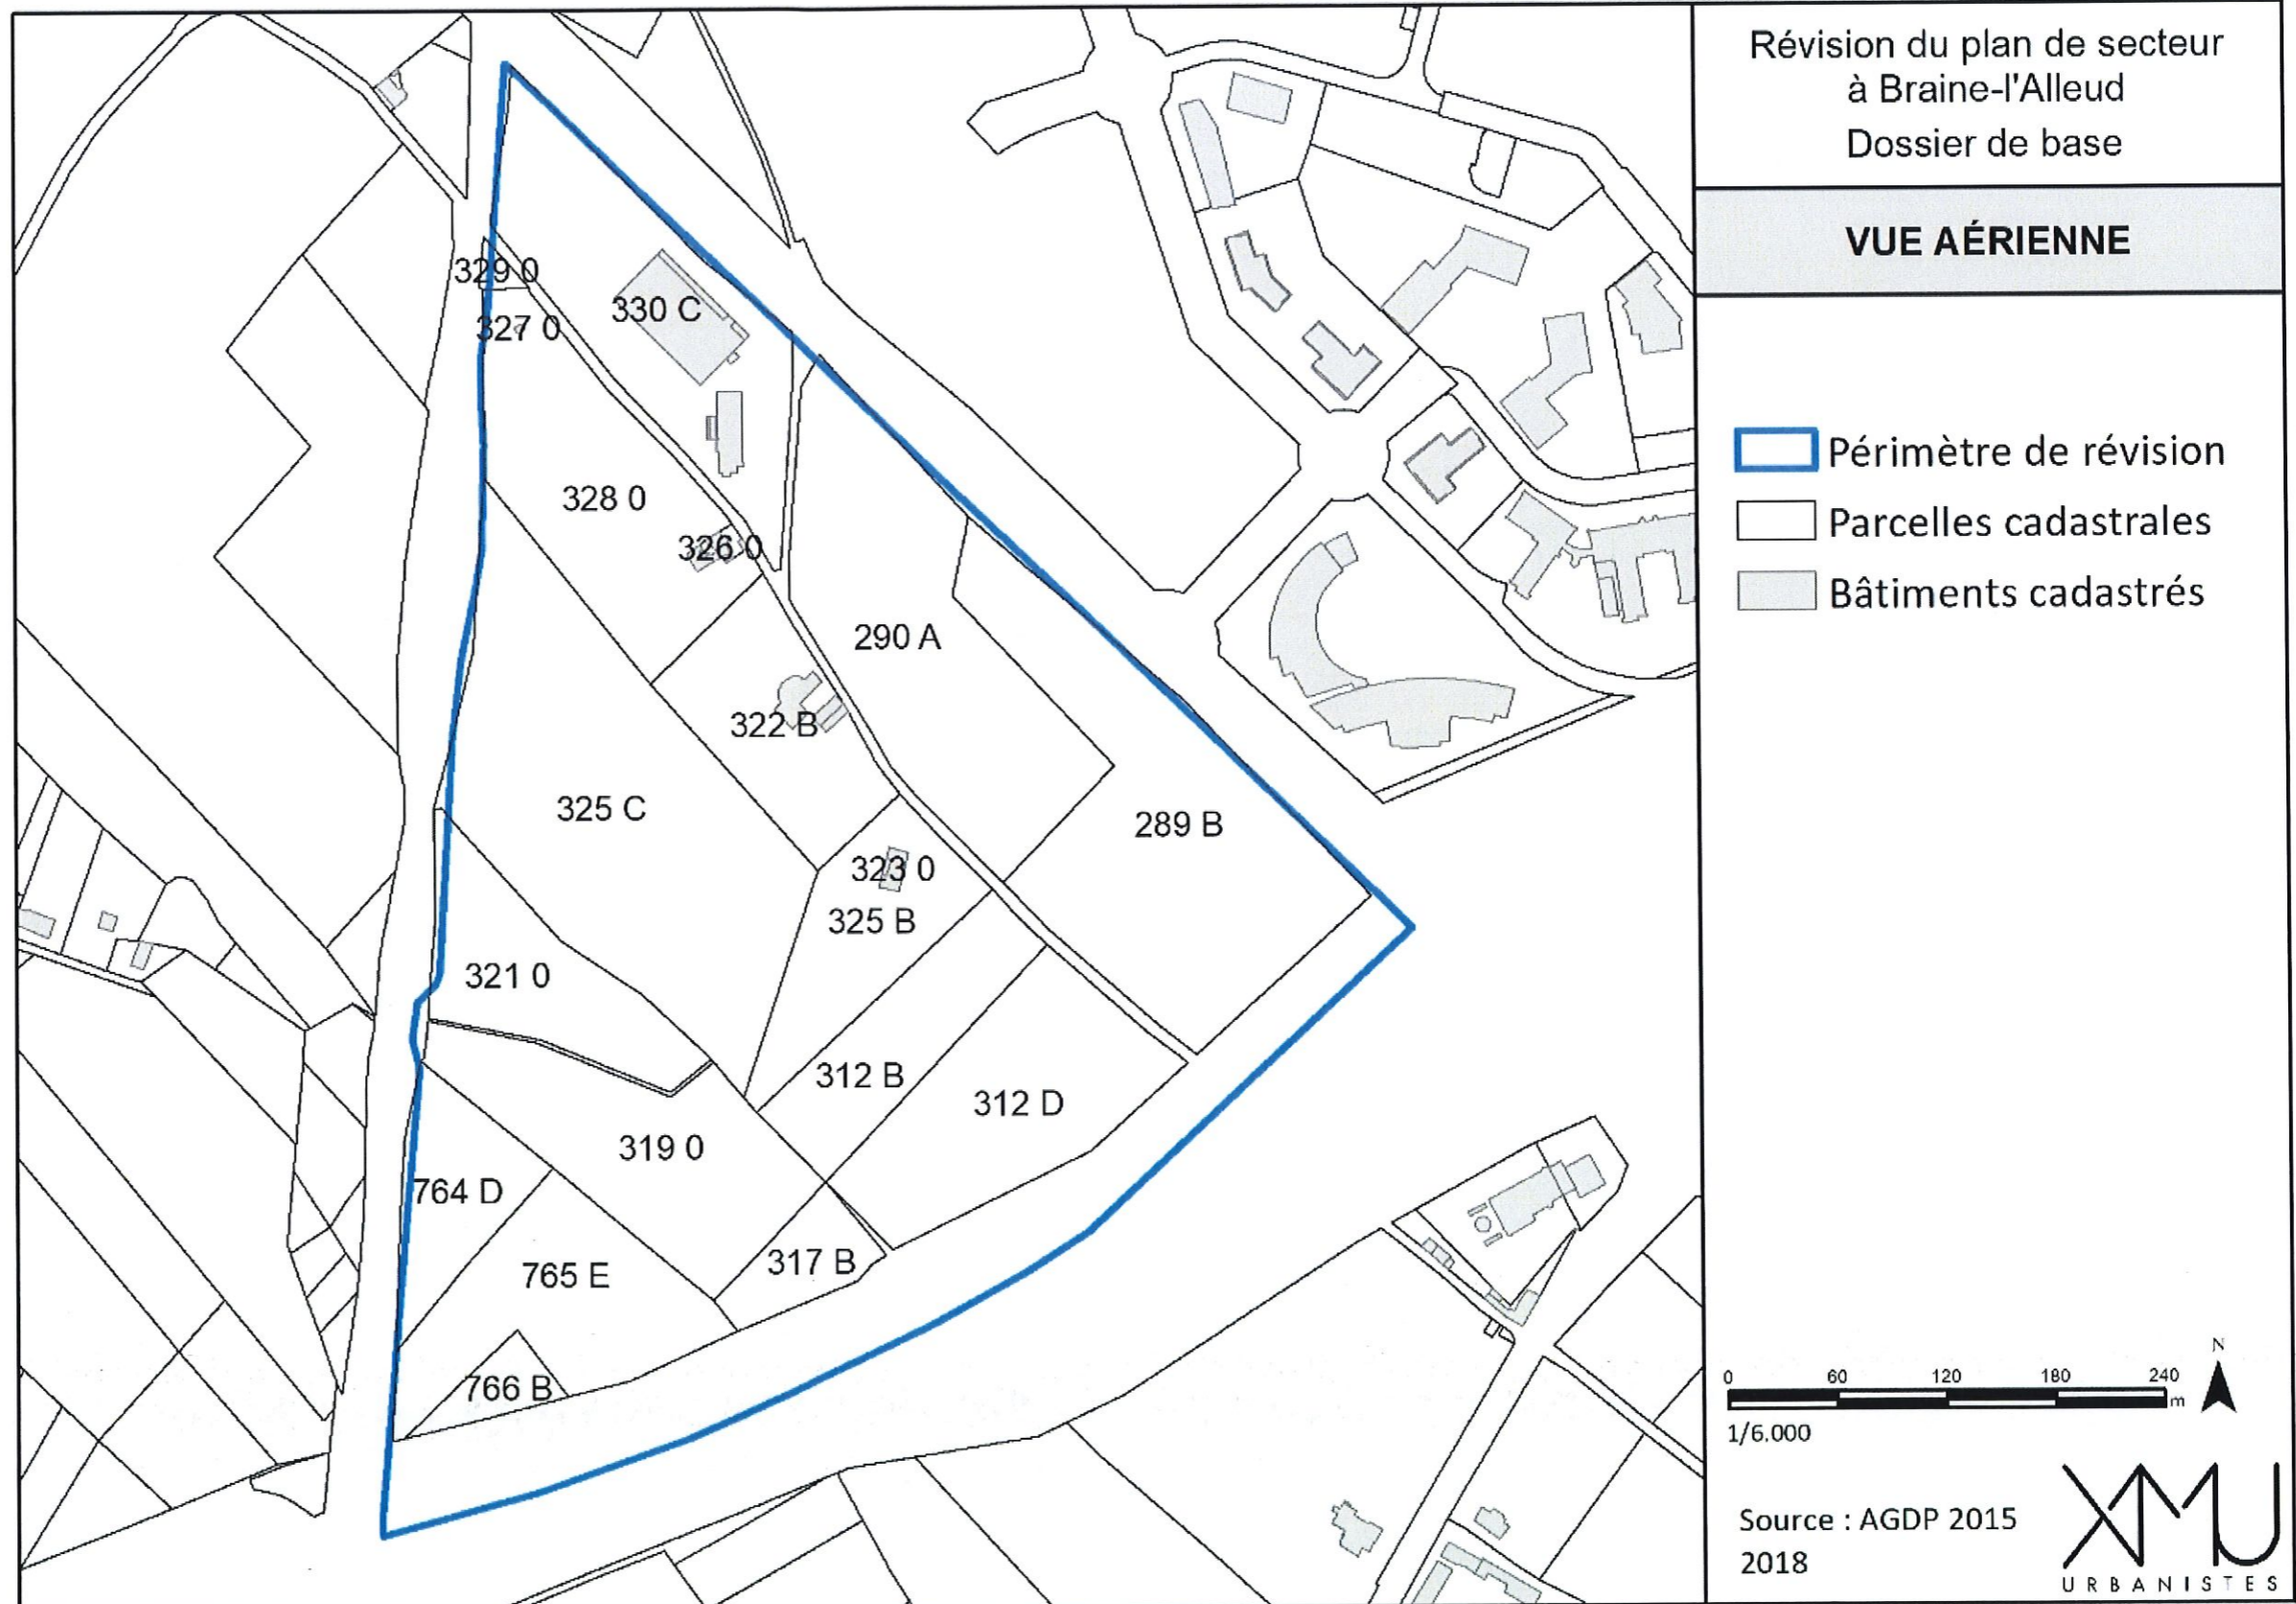 Révision du plan de secteur
à Braine-l'Alleud
Dossier de base
VUE AÉRIENNE
Périmètre de révision
Parcelles cadastrales
Bâtiments cadastrés
329 0
330 C
327 0
328 0
326 0
290 A
322 B
325 C
289 B
323 0
325 B
321 0
312 B
312 D
319 0
764 D
317 B
765 E
766 B
N
0 60 120 180 240
m
1/6.000
Source : AGDP 2015
2018
XMU
URBANISTES